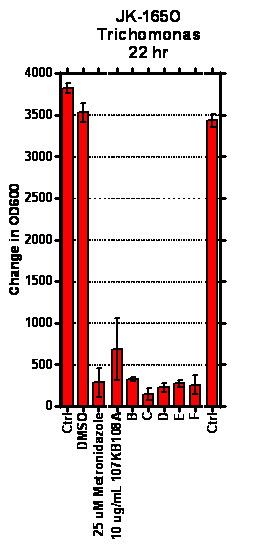 JK-165O
Trichomonas
22 hr
Change in OD600
4000
3500
3000
2500
2000
1500
1000
500
0
Ctrl
DMSO
25 uM Metronidazole
10 ug/mL 107KB108A
B
C
D
E
F
Ctrl